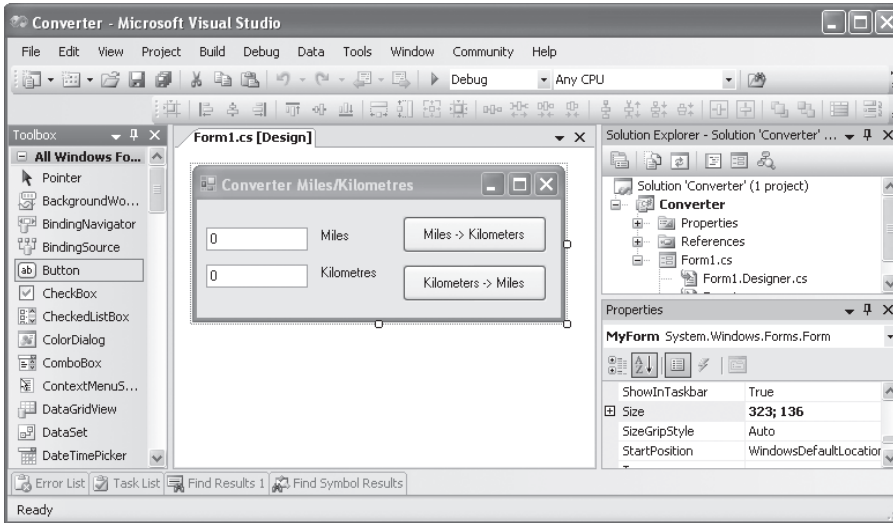 Converter - Microsoft Visual Studio
File Edit View Project Build Debug Data Tools Window Community Help
Debug Any CPU
Toolbox
All Windows Fo...
Pointer
BackgroundWo...
BindingNavigator
BindingSource
ab Button
CheckBox
CheckedListBox
ColorDialog
ComboBox
ContextMenuS...
DataGridView
DataSet
DateTimePicker
Form1.cs [Design]
Converter Miles/Kilometres
0 Miles Miles -> Kilometers
0 Kilometres Kilometers -> Miles
Solution Explorer - Solution 'Converter' ...
Solution 'Converter' (1 project)
Converter
Properties
References
Form1.cs
Form1.Designer.cs
Properties
MyForm System.Windows.Forms.Form
ShowInTaskbar True
Size 323; 136
SizeGripStyle Auto
StartPosition WindowsDefaultLocation
Error List Task List Find Results 1 Find Symbol Results
Ready